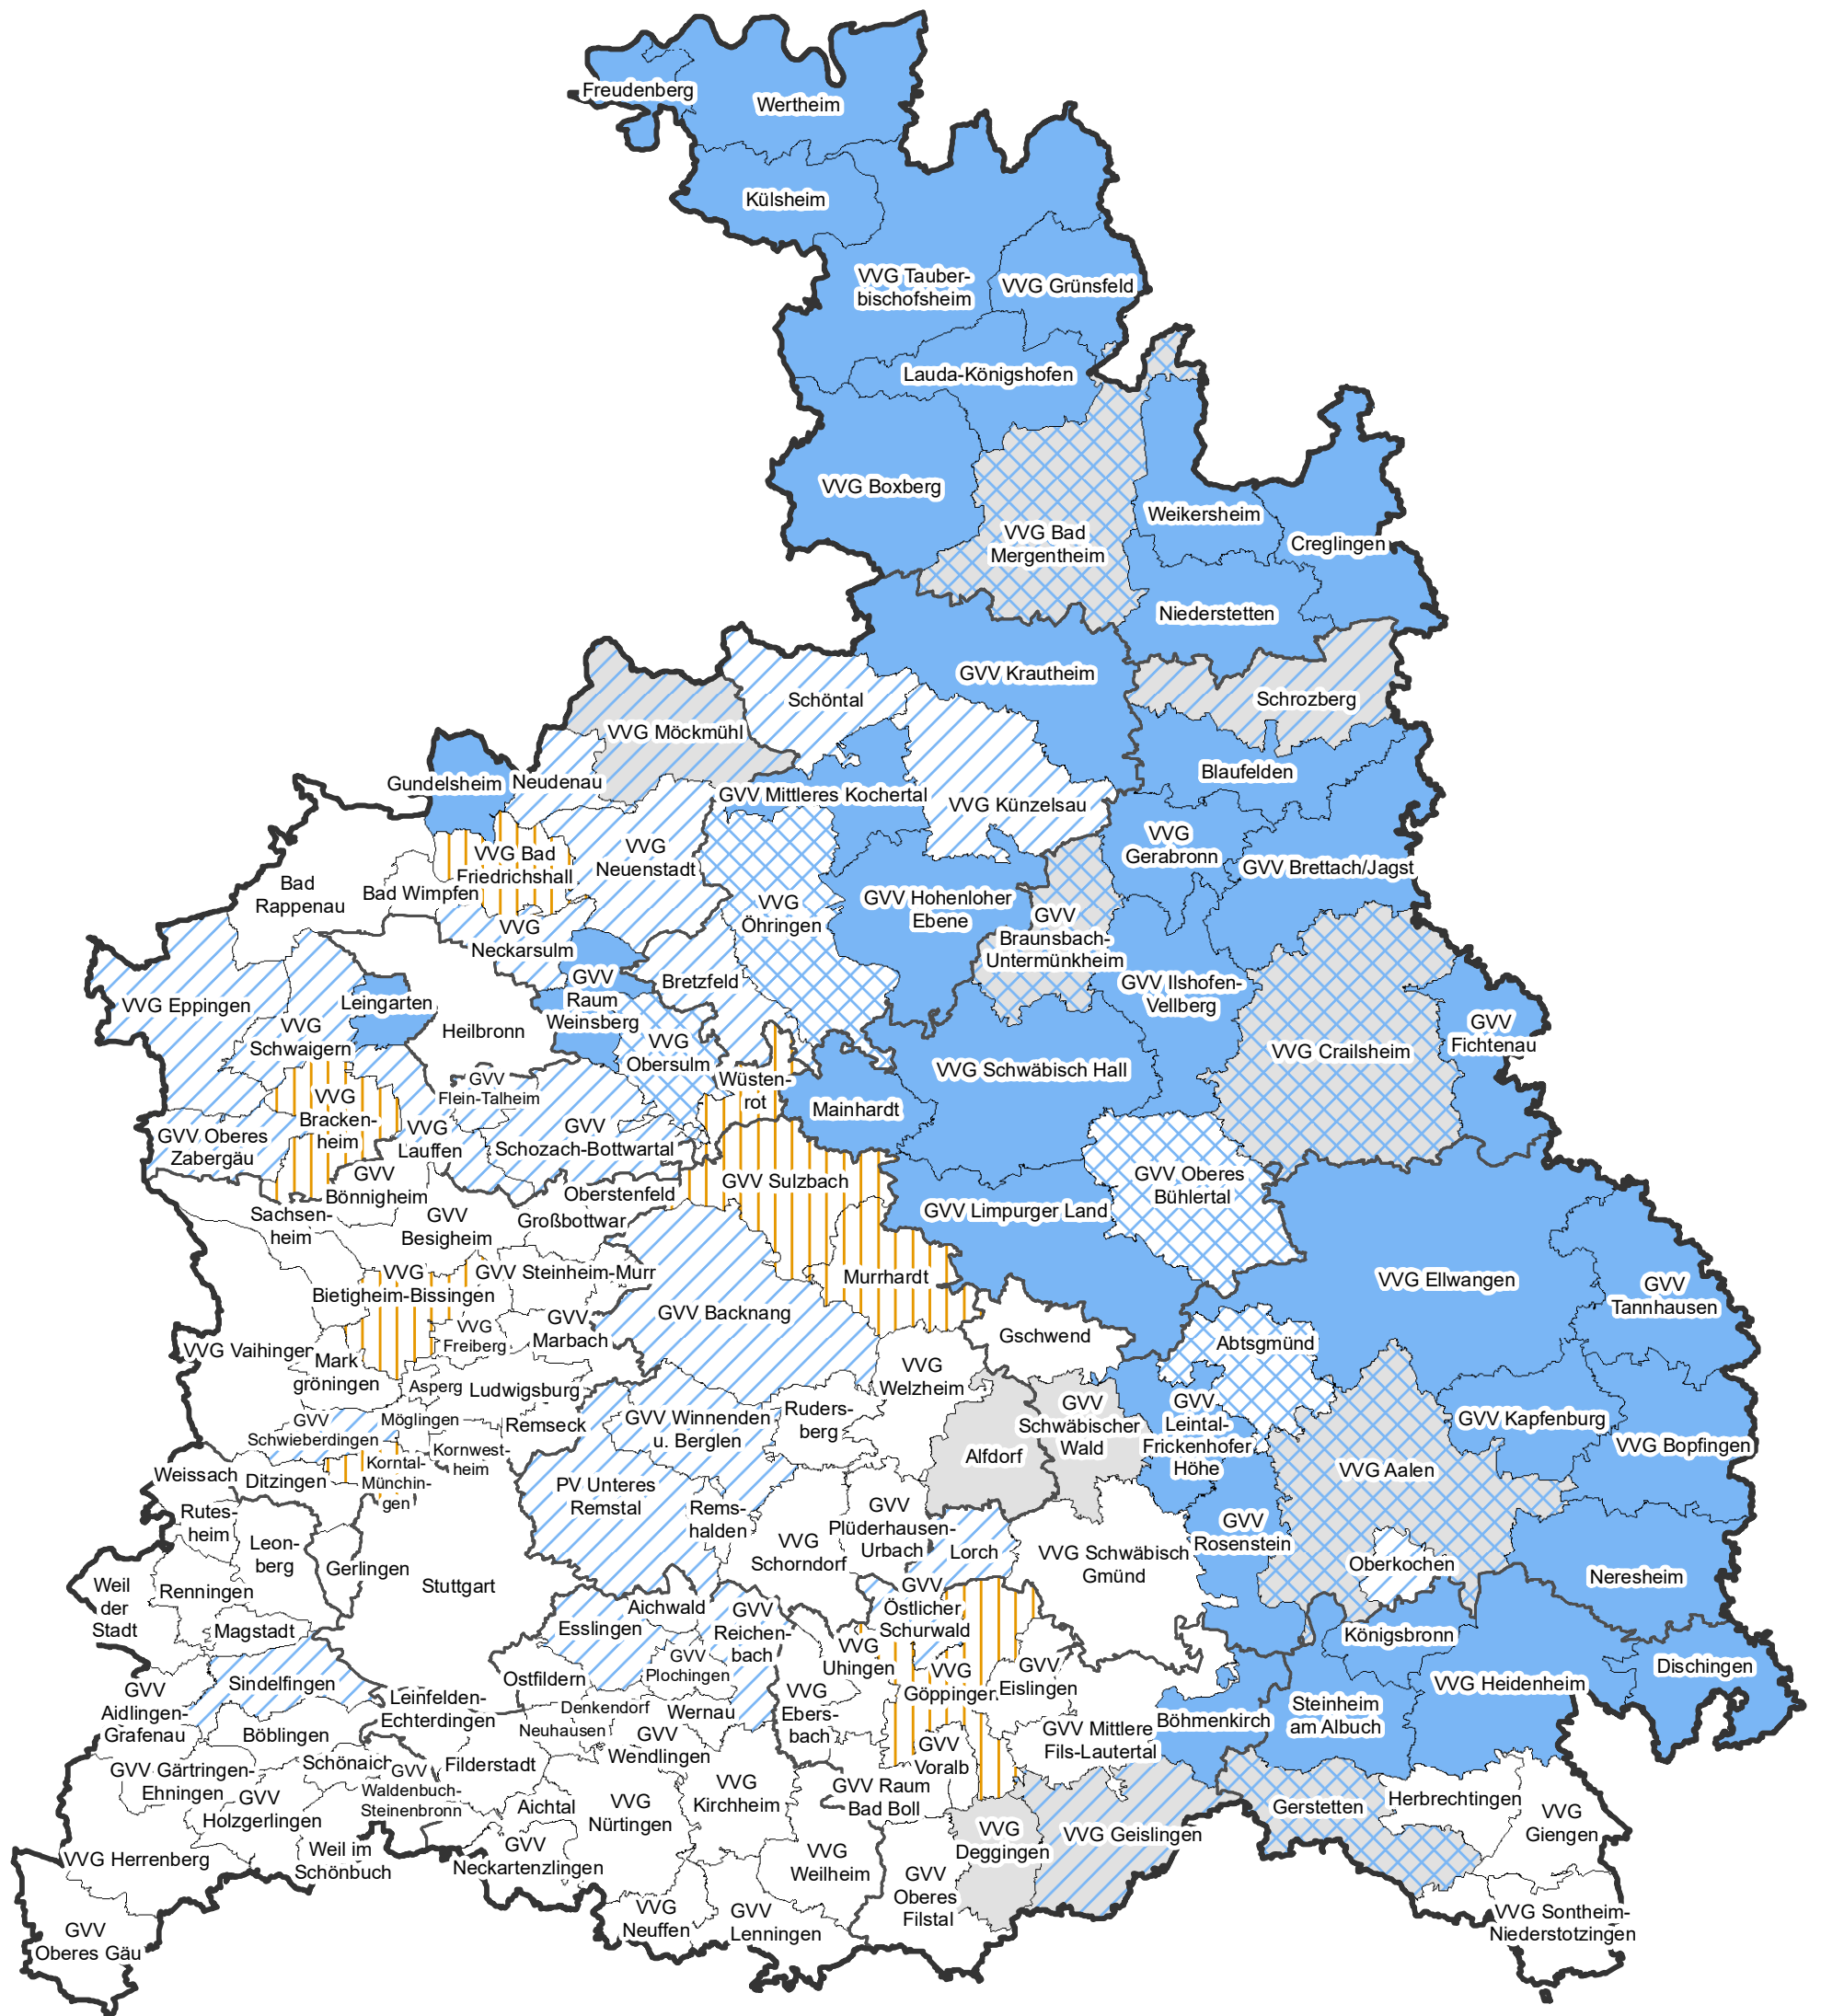 Freudenberg
Wertheim
Külsheim
VVG Tauber-
bischofsheim
VVG Grünsfeld
Lauda-Königshofen
VVG Boxberg
VVG Bad
Mergentheim
Weikersheim
Creglingen
Niederstetten
GVV Krautheim
Schrozberg
Schöntal
VVG Möckmühl
Gundelsheim
Neudenau
GVV Mittleres Kochertal
VVG Künzelsau
Blaufelden
VVG
Gerabronn
GVV Brettach/Jagst
VVG Bad
Friedrichshall
VVG
Neuenstadt
Bad
Rappenau
Bad Wimpfen
VVG
Öhringen
GVV Hohenloher
Ebene
GVV
Braunsbach-
Untermünkheim
VVG
Neckarsulm
GVV
Raum
Weinsberg
Bretzfeld
GVV Ilshofen-
Vellberg
VVG Eppingen
Leingarten
Heilbronn
VVG
Schwaigern
VVG
Obersulm
VVG Crailsheim
GVV
Fichtenau
VVG Schwäbisch Hall
Wüsten-
rot
Mainhardt
GVV
Flein-Talheim
VVG
Bracken-
heim
GVV Oberes
Zabergäu
VVG
Lauffen
GVV
Schozach-Bottwartal
GVV
Bönnigheim
GVV Sulzbach
GVV Oberes
Bühlertal
Oberstenfeld
GVV Limpurger Land
Sachsen-
heim
GVV
Besigheim
Großbottwar
VVG
Bietigheim-Bissingen
GVV Steinheim-Murr
Murrhardt
VVG Ellwangen
GVV
Tannhausen
GVV Backnang
VVG
Freiberg
GVV
Marbach
Gschwend
Abtsgmünd
VVG Vaihingen
Mark
gröningen
Asperg
Ludwigsburg
VVG
Welzheim
GVV
Schwieberdingen
Möglingen
Remseck
GVV Winnenden
u. Berglen
Ruders-
berg
GVV
Schwäbischer
Wald
GVV
Leintal-
Frickenhofer
Höhe
GVV Kapfenburg
VVG Bopfingen
Kornwest-
heim
Alfdorf
VVG Aalen
Weissach
Ditzingen
Korntal-
Münchin-
gen
PV Unteres
Remstal
Rems-
halden
Rutes-
heim
Leon-
berg
GVV
Plüderhausen-
Urbach
VVG
Schorndorf
Lorch
VVG Schwäbisch
Gmünd
GVV
Rosenstein
Oberkochen
Neresheim
Gerlingen
Stuttgart
Weil
der
Stadt
Renningen
Magstadt
Aichwald
Esslingen
GVV
Reichen-
bach
GVV
Östlicher
Schurwald
Königsbronn
Dischingen
VVG
Uhingen
GVV
Plochingen
GVV
Eislingen
VVG
Göppingen
VVG Heidenheim
Sindelfingen
Ostfildern
GVV
Aidlingen-
Grafenau
Leinfelden-
Echterdingen
Denkendorf
Wernau
VVG
Ebers-
bach
Böhmenkirch
Steinheim
am Albuch
Böblingen
Neuhausen
GVV
Wendlingen
GVV Mittlere
Fils-Lautertal
GVV
Voralb
Schönaich
Filderstadt
GVV Gärtringen-
Ehningen
GVV
Waldenbuch-
Steinenbronn
GVV
Holzgerlingen
Aichtal
VVG
Nürtingen
VVG
Kirchheim
GVV Raum
Bad Boll
Herbrechtingen
Gerstetten
VVG
Giengen
VVG
Deggingen
VVG Geislingen
VVG Herrenberg
Weil im
Schönbuch
GVV
Neckartenzlingen
VVG
Weilheim
GVV
Oberes
Filstal
VVG
Neuffen
GVV
Lenningen
VVG Sontheim-
Niederstotzingen
GVV
Oberes Gäu